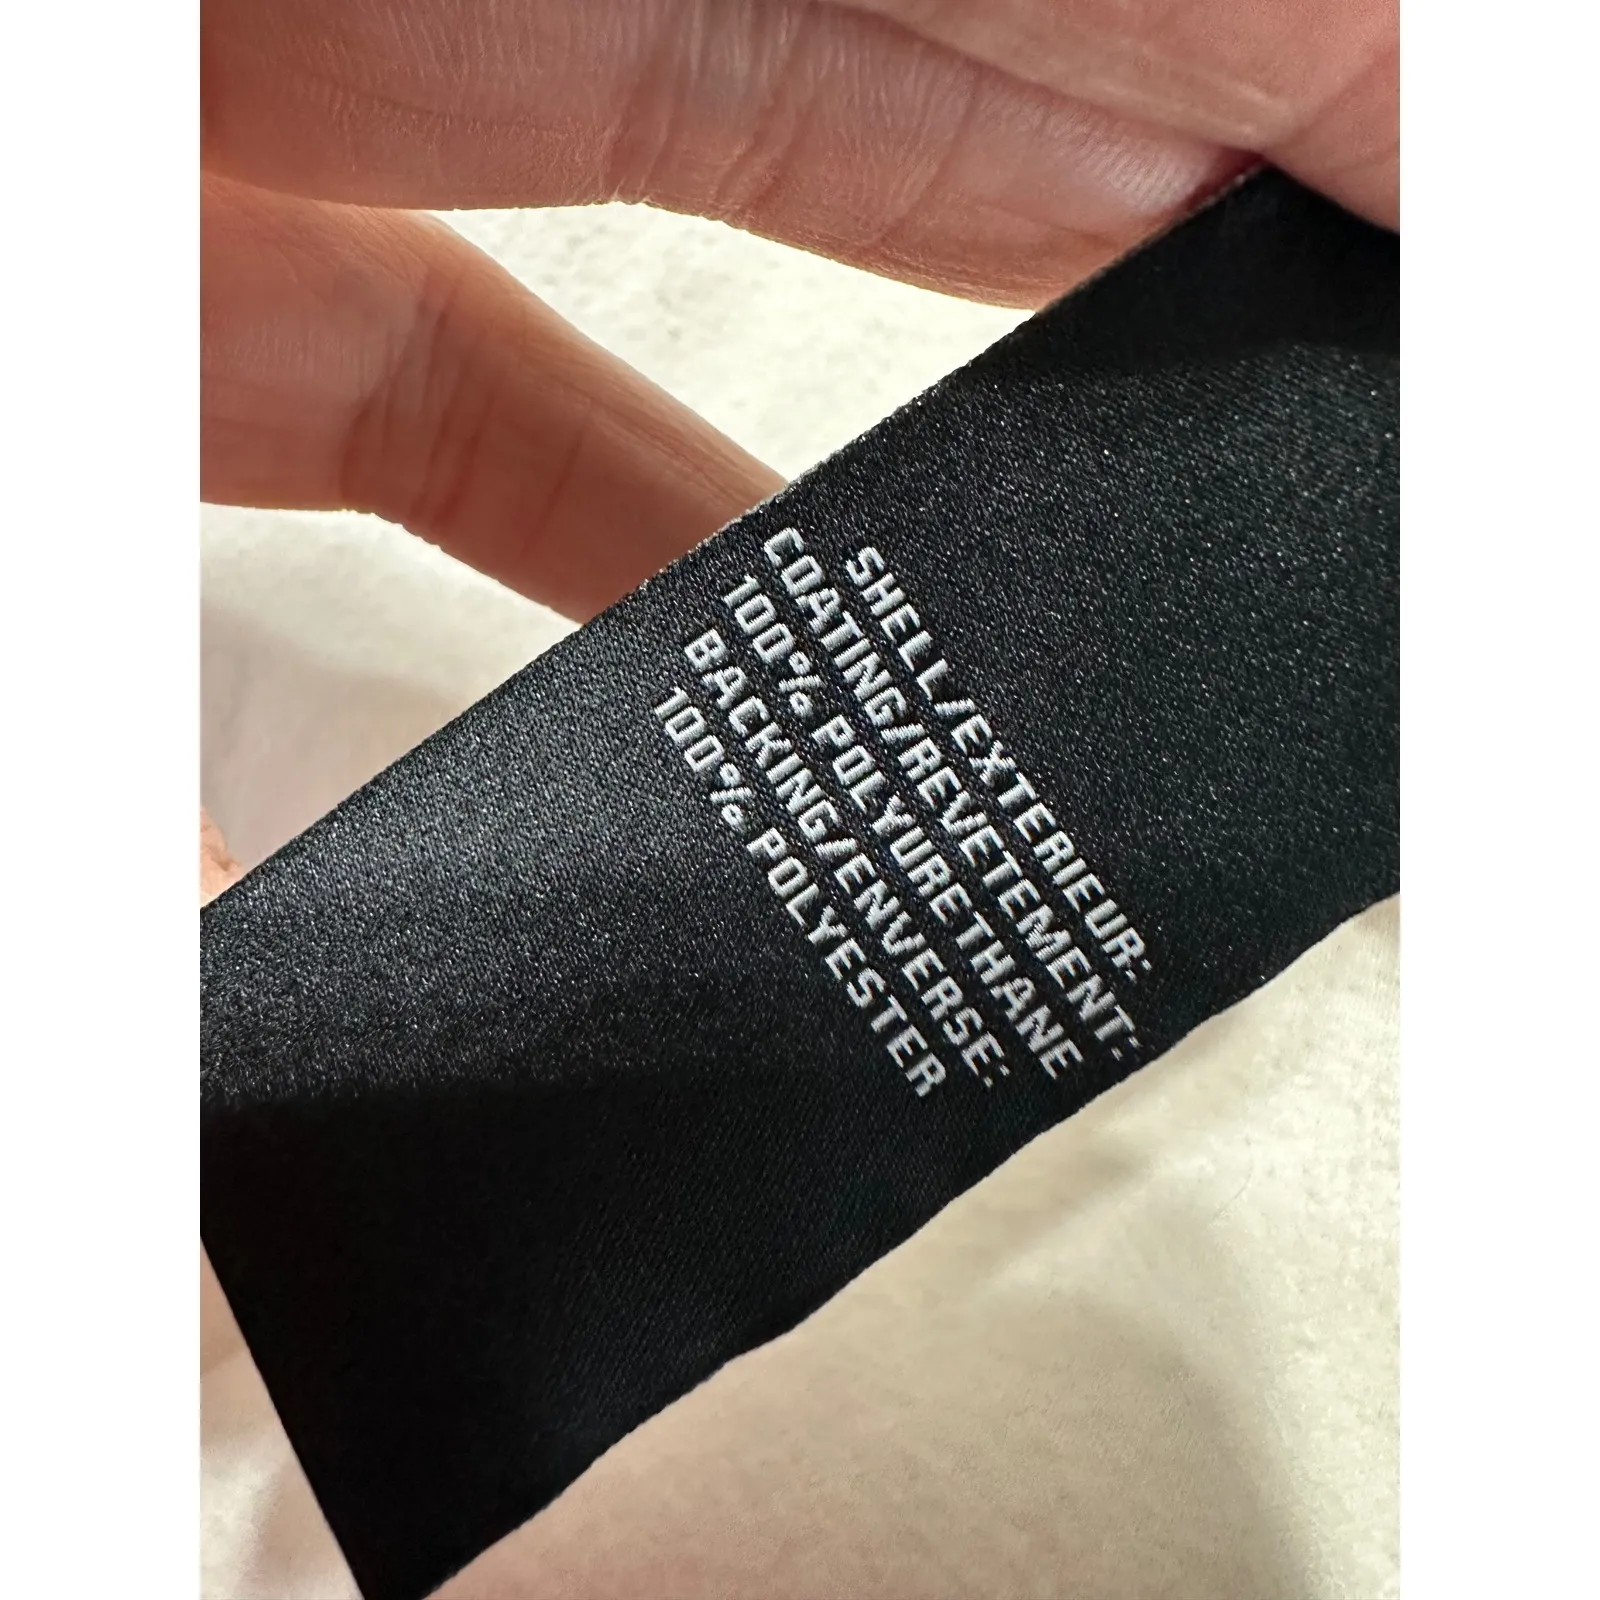 SHELL/EXTERIEUR:
COATING/REVETEMENT:
100% POLYURETHANE
BACKING/ENVERSE:
100% POLYESTER